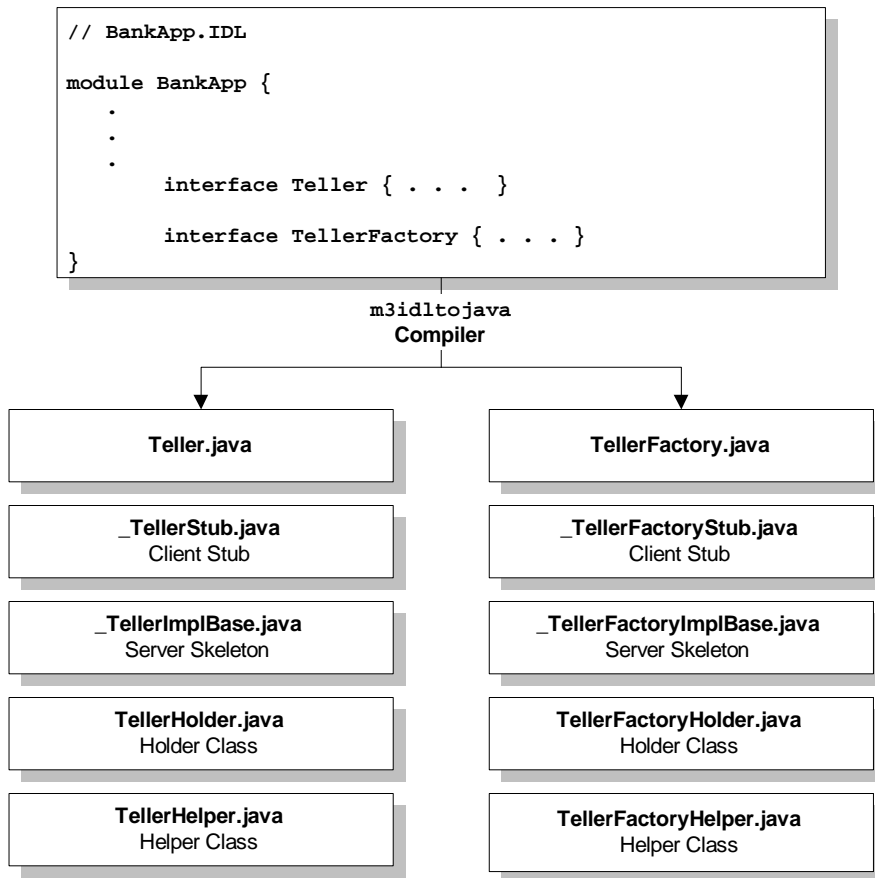 // BankApp.IDL
module BankApp {
.
.
.
interface Teller { . . . }
interface TellerFactory { . . . }
}
m3idltojava
Compiler
Teller.java
TellerFactory.java
_TellerStub.java
Client Stub
_TellerFactoryStub.java
Client Stub
_TellerImplBase.java
Server Skeleton
_TellerFactoryImplBase.java
Server Skeleton
TellerHolder.java
Holder Class
TellerFactoryHolder.java
Holder Class
TellerHelper.java
Helper Class
TellerFactoryHelper.java
Helper Class